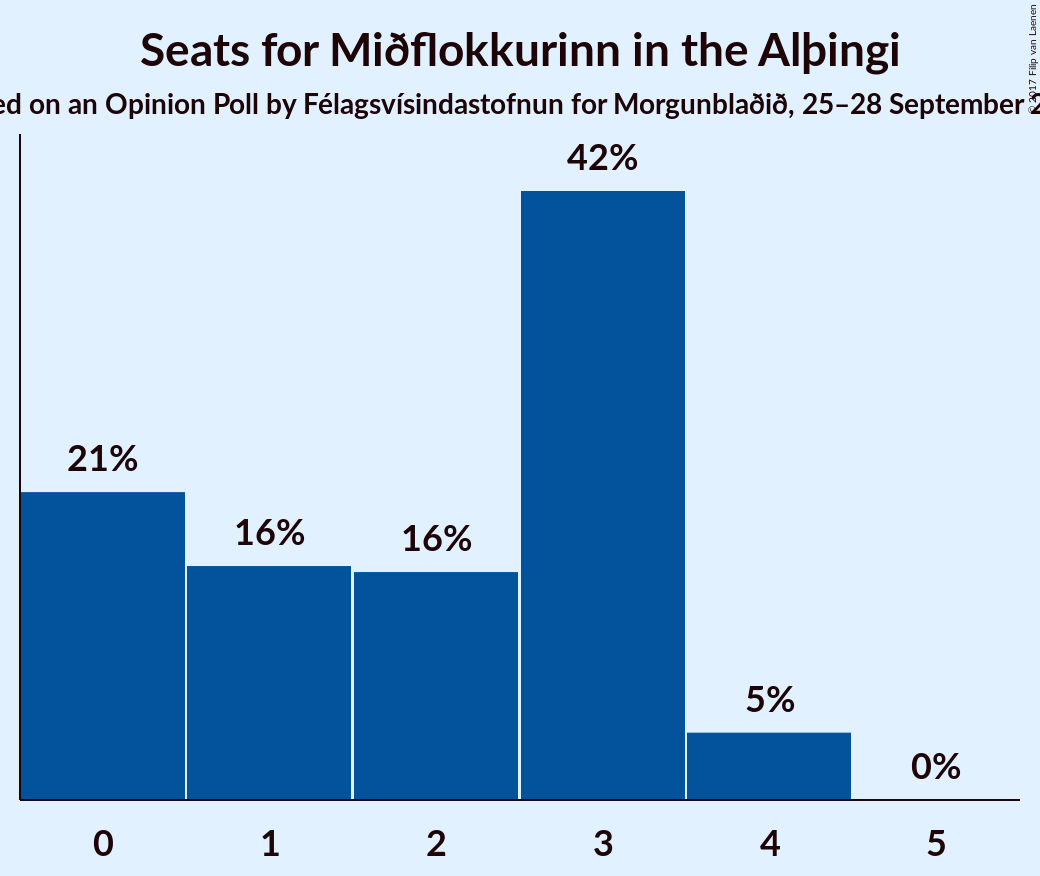 Seats for Miðflokkurinn in the Alþingi
ed on an Opinion Poll by Félagsvísindastofnun for Morgunblaðið, 25–28 September 2
© 2017 Filip van Laenen
42%
21%
16%
16%
5%
0%
0 1 2 3 4 5